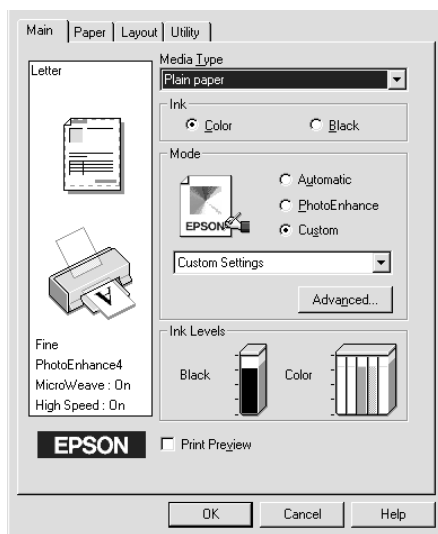 Main Paper Layout Utility
Letter
Media Type
Plain paper
Ink
Color Black
Mode
EPSON
Automatic
PhotoEnhance
Custom
Custom Settings
Advanced...
Ink Levels
Black Color
Fine
PhotoEnhance4
MicroWeave : On
High Speed : On
EPSON
Print Preview
OK Cancel Help